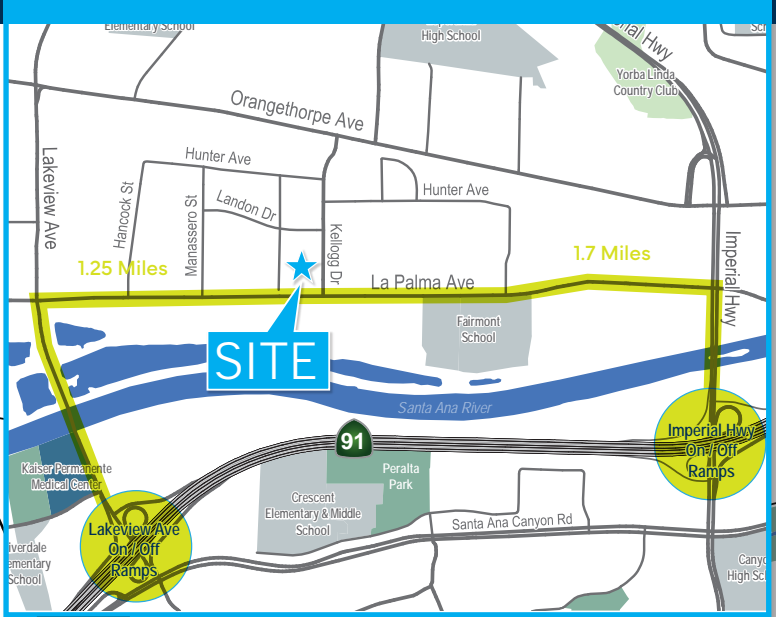 Elementary School
High School
Imperial Hwy
Yorba Linda
Country Club
Orangethorpe Ave
Lakeview Ave
Hunter Ave
Hancock St
Manassero St
Landon Dr
Kellogg Dr
Hunter Ave
1.25 Miles
1.7 Miles
La Palma Ave
Imperial Hwy
Fairmont
School
SITE
Santa Ana River
91
Imperial Hwy
On / Off
Ramps
Kaiser Permanente
Medical Center
Peralta
Park
Crescent
Elementary & Middle
School
Santa Ana Canyon Rd
Lakeview Ave
On / Off
Ramps
School